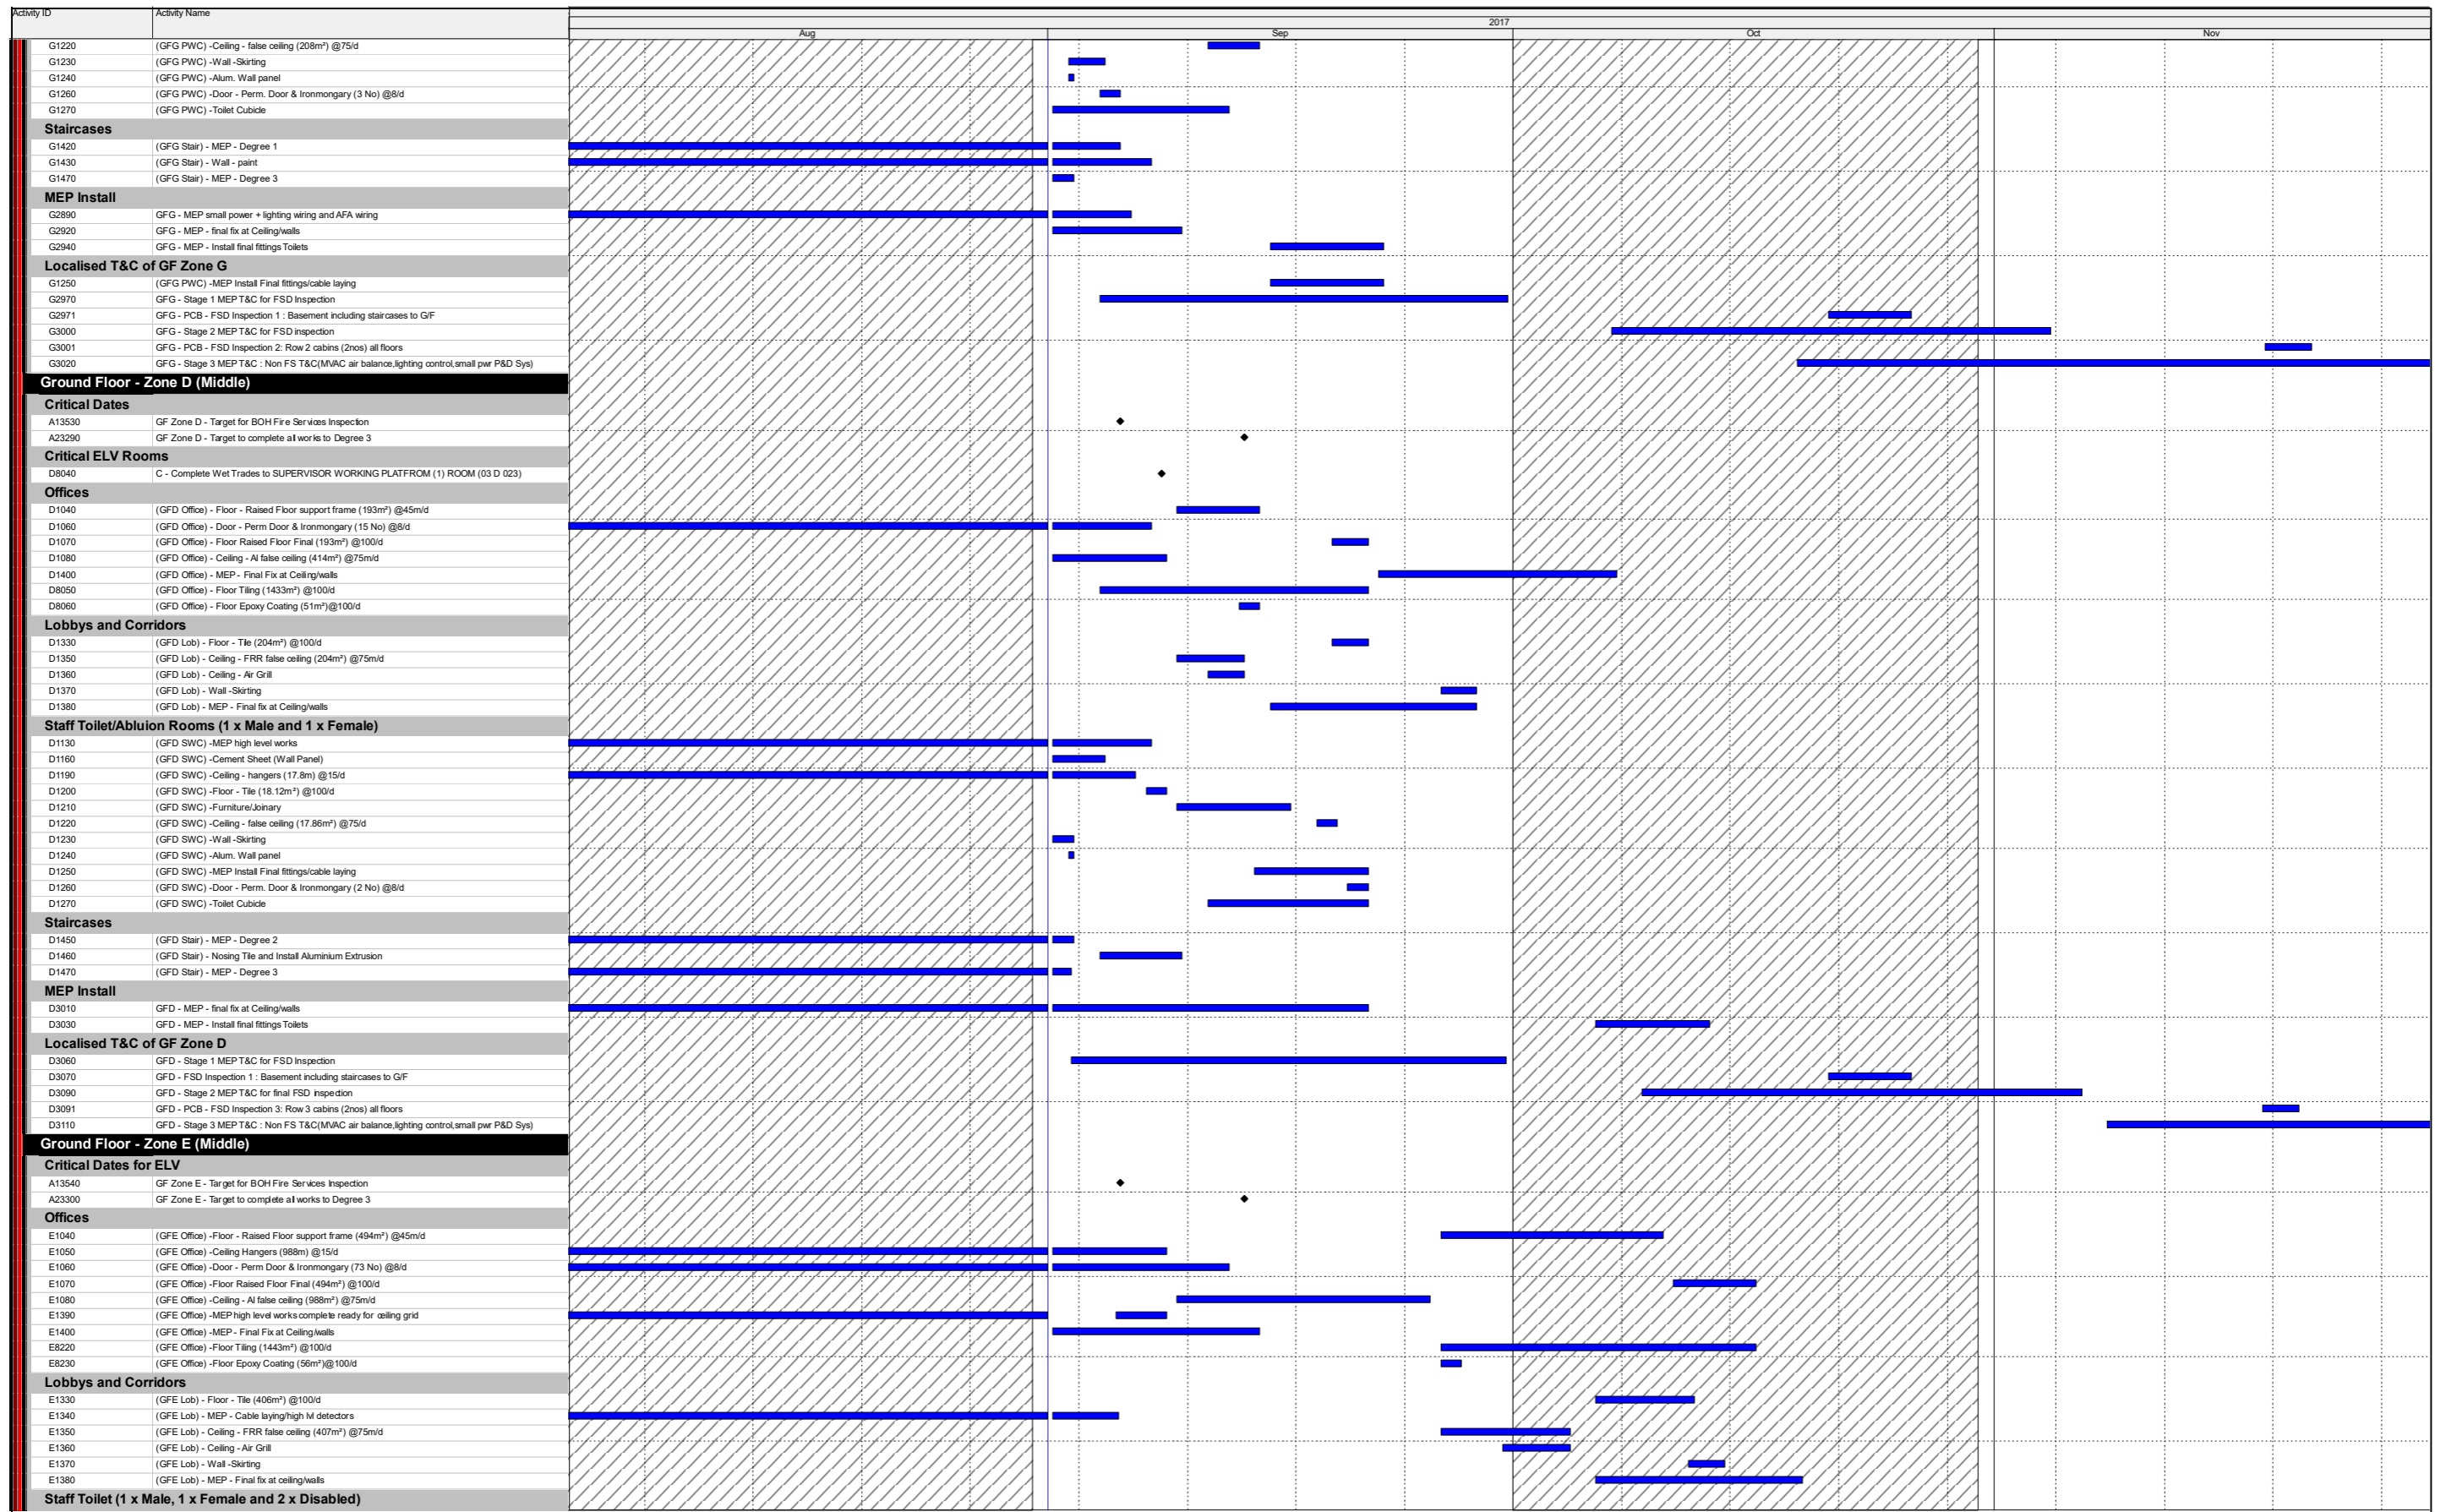 Activity ID Activity Name
2017
Aug Sep Oct Nov
G1220 (GFG PWC) -Ceiling - false ceiling (208m²) @75/d
G1230 (GFG PWC) -Wall -Skirting
G1240 (GFG PWC) -Alum. Wall panel
G1260 (GFG PWC) -Door - Perm. Door & Ironmongary (3 No) @8/d
G1270 (GFG PWC) -Toilet Cubicle
Staircases
G1420 (GFG Stair) - MEP - Degree 1
G1430 (GFG Stair) - Wall - paint
G1470 (GFG Stair) - MEP - Degree 3
MEP Install
G2890 GFG - MEP small power + lighting wiring and AFA wiring
G2920 GFG - MEP - final fix at Ceiling/walls
G2940 GFG - MEP - Install final fittings Toilets
Localised T&C of GF Zone G
G1250 (GFG PWC) -MEP Install Final fittings/cable laying
G2970 GFG - Stage 1 MEP T&C for FSD Inspection
G2971 GFG - PCB - FSD Inspection 1 : Basement including staircases to G/F
G3000 GFG - Stage 2 MEP T&C for FSD inspection
G3001 GFG - PCB - FSD Inspection 2: Row 2 cabins (2nos) all floors
G3020 GFG - Stage 3 MEP T&C : Non FS T&C(MVAC air balance,lighting control,small pwr P&D Sys)
Ground Floor - Zone D (Middle)
Critical Dates
A13530 GF Zone D - Target for BOH Fire Services Inspection
A23290 GF Zone D - Target to complete all works to Degree 3
Critical ELV Rooms
D8040 C - Complete Wet Trades to SUPERVISOR WORKING PLATFROM (1) ROOM (03 D 023)
Offices
D1040 (GFD Office) - Floor - Raised Floor support frame (193m²) @45m/d
D1060 (GFD Office) - Door - Perm Door & Ironmongary (15 No) @8/d
D1070 (GFD Office) - Floor Raised Floor Final (193m²) @100/d
D1080 (GFD Office) - Ceiling - Al false ceiling (414m²) @75m/d
D1400 (GFD Office) - MEP - Final Fix at Ceiling/walls
D8050 (GFD Office) - Floor Tiling (1433m²) @100/d
D8060 (GFD Office) - Floor Epoxy Coating (51m²)@100/d
Lobbys and Corridors
D1330 (GFD Lob) - Floor - Tile (204m²) @100/d
D1350 (GFD Lob) - Ceiling - FRR false ceiling (204m²) @75m/d
D1360 (GFD Lob) - Ceiling - Air Grill
D1370 (GFD Lob) - Wall -Skirting
D1380 (GFD Lob) - MEP - Final fix at Ceiling/walls
Staff Toilet/Abluion Rooms (1 x Male and 1 x Female)
D1130 (GFD SWC) -MEP high level works
D1160 (GFD SWC) -Cement Sheet (Wall Panel)
D1190 (GFD SWC) -Ceiling - hangers (17.8m) @15/d
D1200 (GFD SWC) -Floor - Tile (18.12m²) @100/d
D1210 (GFD SWC) -Furniture/Joinary
D1220 (GFD SWC) -Ceiling - false ceiling (17.86m²) @75/d
D1230 (GFD SWC) -Wall -Skirting
D1240 (GFD SWC) -Alum. Wall panel
D1250 (GFD SWC) -MEP Install Final fittings/cable laying
D1260 (GFD SWC) -Door - Perm. Door & Ironmongary (2 No) @8/d
D1270 (GFD SWC) -Toilet Cubicle
Staircases
D1450 (GFD Stair) - MEP - Degree 2
D1460 (GFD Stair) - Nosing Tile and Install Aluminium Extrusion
D1470 (GFD Stair) - MEP - Degree 3
MEP Install
D3010 GFD - MEP - final fix at Ceiling/walls
D3030 GFD - MEP - Install final fittings Toilets
Localised T&C of GF Zone D
D3060 GFD - Stage 1 MEP T&C for FSD Inspection
D3070 GFD - FSD Inspection 1 : Basement including staircases to G/F
D3090 GFD - Stage 2 MEP T&C for final FSD inspection
D3091 GFD - PCB - FSD Inspection 3: Row 3 cabins (2nos) all floors
D3110 GFD - Stage 3 MEP T&C : Non FS T&C(MVAC air balance,lighting control,small pwr P&D Sys)
Ground Floor - Zone E (Middle)
Critical Dates for ELV
A13540 GF Zone E - Target for BOH Fire Services Inspection
A23300 GF Zone E - Target to complete all works to Degree 3
Offices
E1040 (GFE Office) -Floor - Raised Floor support frame (494m²) @45m/d
E1050 (GFE Office) -Ceiling Hangers (988m) @15/d
E1060 (GFE Office) -Door - Perm Door & Ironmongary (73 No) @8/d
E1070 (GFE Office) -Floor Raised Floor Final (494m²) @100/d
E1080 (GFE Office) -Ceiling - Al false ceiling (988m²) @75m/d
E1390 (GFE Office) -MEP high level works complete ready for ceiling grid
E1400 (GFE Office) -MEP - Final Fix at Ceiling/walls
E8220 (GFE Office) -Floor Tiling (1443m²) @100/d
E8230 (GFE Office) -Floor Epoxy Coating (56m²)@100/d
Lobbys and Corridors
E1330 (GFE Lob) - Floor - Tile (406m²) @100/d
E1340 (GFE Lob) - MEP - Cable laying/high lvl detectors
E1350 (GFE Lob) - Ceiling - FRR false ceiling (407m²) @75m/d
E1360 (GFE Lob) - Ceiling - Air Grill
E1370 (GFE Lob) - Wall -Skirting
E1380 (GFE Lob) - MEP - Final fix at ceiling/walls
Staff Toilet (1 x Male, 1 x Female and 2 x Disabled)